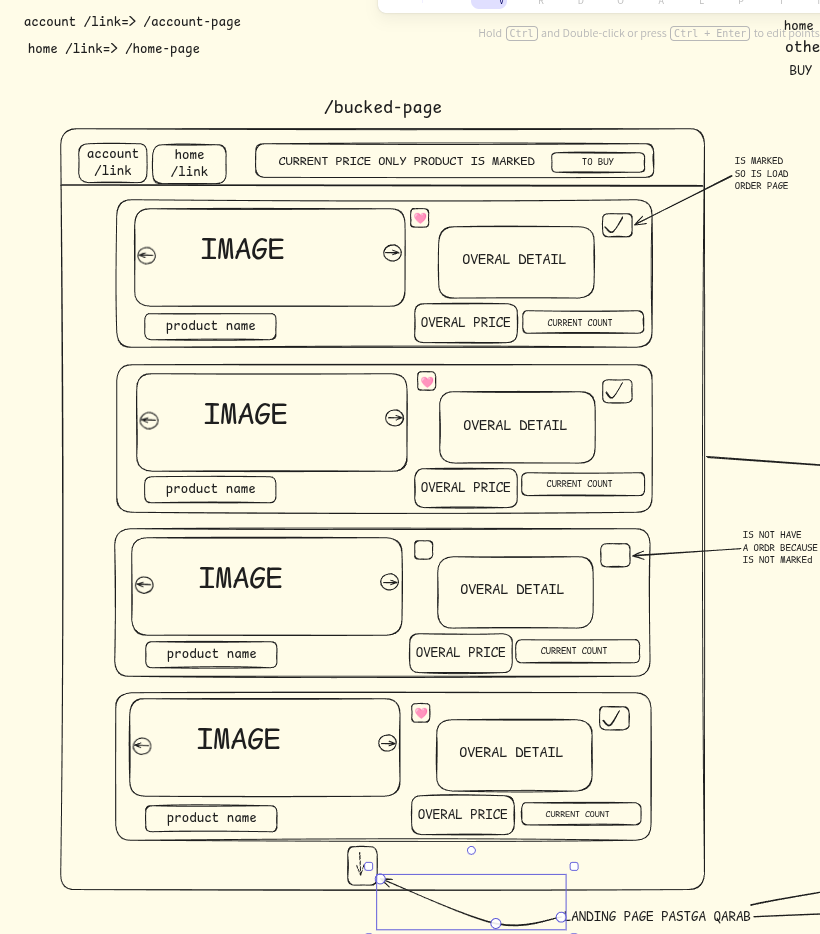 account /link=> /account-page
home /link=> /home-page
Hold Ctrl and Double-click or press Ctrl + Enter to edit points
home
othe
BUY
/bucked-page
account
/link
home
/link
CURRENT PRICE ONLY PRODUCT IS MARKED
TO BUY
IS MARKED
SO IS LOAD
ORDER PAGE
IMAGE
OVERAL DETAIL
product name
OVERAL PRICE
CURRENT COUNT
IMAGE
OVERAL DETAIL
product name
OVERAL PRICE
CURRENT COUNT
IS NOT HAVE
A ORDR BECAUSE
IS NOT MARKEd
IMAGE
OVERAL DETAIL
product name
OVERAL PRICE
CURRENT COUNT
IMAGE
OVERAL DETAIL
product name
OVERAL PRICE
CURRENT COUNT
LANDING PAGE PASTGA QARAB